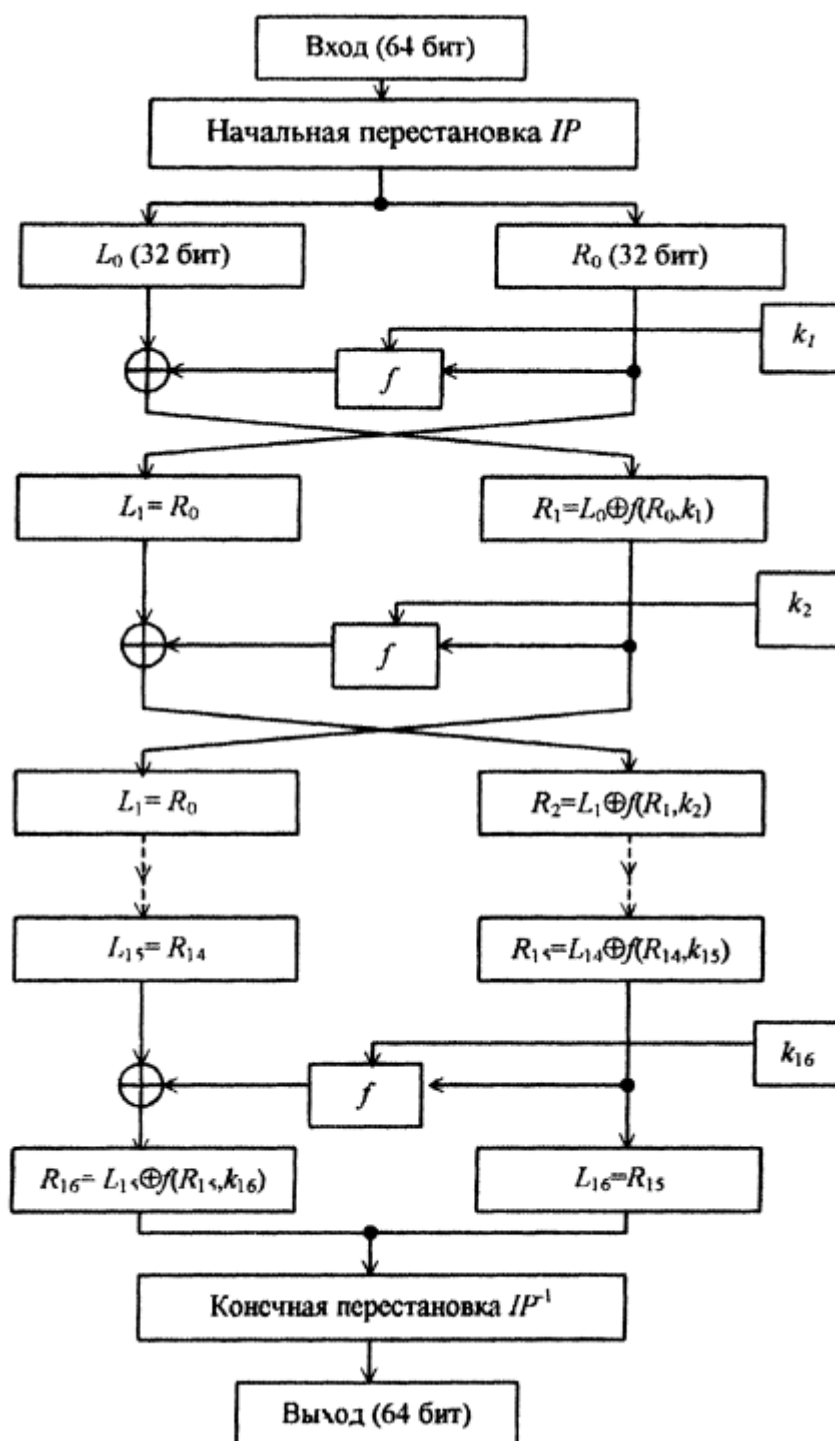 Вход (64 бит)
Начальная перестановка IP
L₀ (32 бит)
R₀ (32 бит)
k₁
f
L₁= R₀
R₁=L₀⊕f(R₀,k₁)
k₂
f
L₁= R₀
R₂=L₁⊕f(R₁,k₂)
L₁₅= R₁₄
R₁₅=L₁₄⊕f(R₁₄,k₁₅)
k₁₆
f
R₁₆= L₁₅⊕f(R₁₅,k₁₆)
L₁₆=R₁₅
Конечная перестановка IP⁻¹
Выход (64 бит)